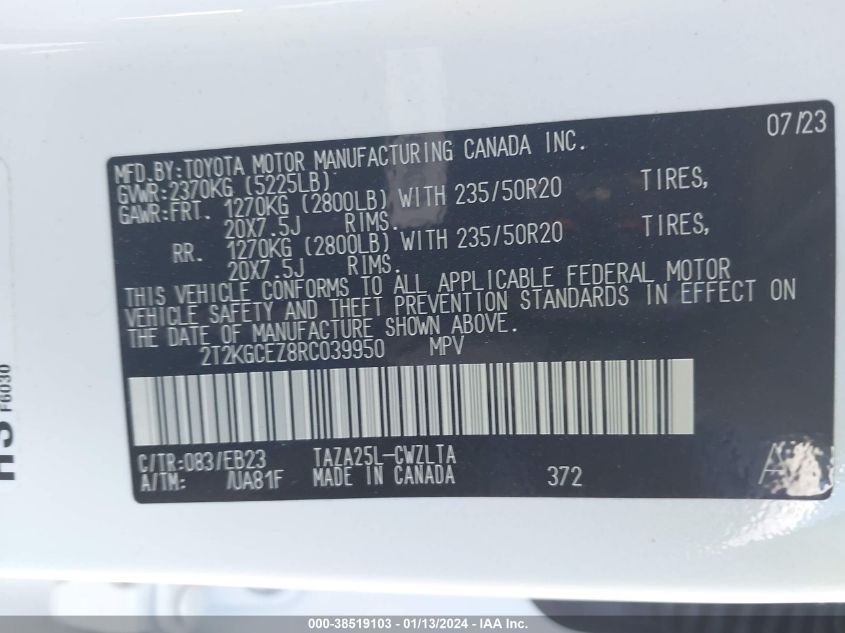 07/23
MFD.BY:TOYOTA MOTOR MANUFACTURING CANADA INC.
GVWR:2370KG (5225LB)
GAWR:FRT. 1270KG (2800LB) WITH 235/50R20 TIRES,
20X7.5J RIMS.
RR. 1270KG (2800LB) WITH 235/50R20 TIRES,
20X7.5J RIMS.
THIS VEHICLE CONFORMS TO ALL APPLICABLE FEDERAL MOTOR
VEHICLE SAFETY AND THEFT PREVENTION STANDARDS IN EFFECT ON
THE DATE OF MANUFACTURE SHOWN ABOVE.
2T2KGCEZ8RC039950 MPV
C/TR:083/EB23 TAZA25L-CWZLTA
A/TM: /UA81F MADE IN CANADA 372
F6030
000-38519103 - 01/13/2024 - IAA Inc.